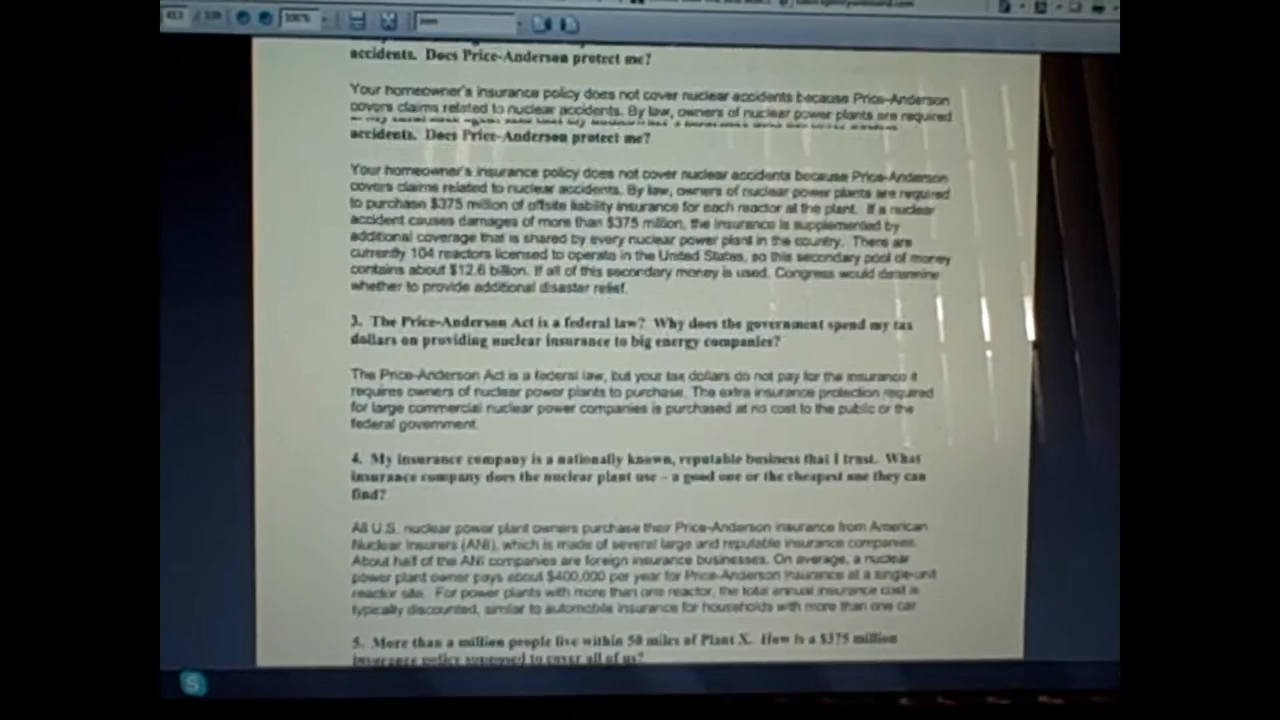 100%
accidents. Does Price-Anderson protect me?
Your homeowner's insurance policy does not cover nuclear accidents because Price-Anderson
covers claims related to nuclear accidents. By law, owners of nuclear power plants are required
accidents. Does Price-Anderson protect me?
Your homeowner's insurance policy does not cover nuclear accidents because Price-Anderson
covers claims related to nuclear accidents. By law, owners of nuclear power plants are required
to purchase $375 million of offsite liability insurance for each reactor at the plant. If a nuclear
accident causes damages of more than $375 million, the insurance is supplemented by
additional coverage that is shared by every nuclear power plant in the country. There are
currently 104 reactors licensed to operate in the United States, so this secondary pool of money
contains about $12.6 billion. If all of this secondary money is used, Congress would determine
whether to provide additional disaster relief.
3. The Price-Anderson Act is a federal law? Why does the government spend my tax
dollars on providing nuclear insurance to big energy companies?
The Price-Anderson Act is a federal law, but your tax dollars do not pay for the insurance it
requires owners of nuclear power plants to purchase. The extra insurance protection required
for large commercial nuclear power companies is purchased at no cost to the public or the
federal government.
4. My insurance company is a nationally known, reputable business that I trust. What
insurance company does the nuclear plant use – a good one or the cheapest one they can
find?
All U.S. nuclear power plant owners purchase their Price-Anderson insurance from American
Nuclear Insurers (ANI), which is made of several large and reputable insurance companies.
About half of the ANI companies are foreign insurance businesses. On average, a nuclear
power plant owner pays about $400,000 per year for Price-Anderson insurance at a single-unit
reactor site. For power plants with more than one reactor, the total annual insurance cost is
typically discounted, similar to automobile insurance for households with more than one car.
5. More than a million people live within 50 miles of Plant X. How is a $375 million
insurance policy supposed to cover all of us?